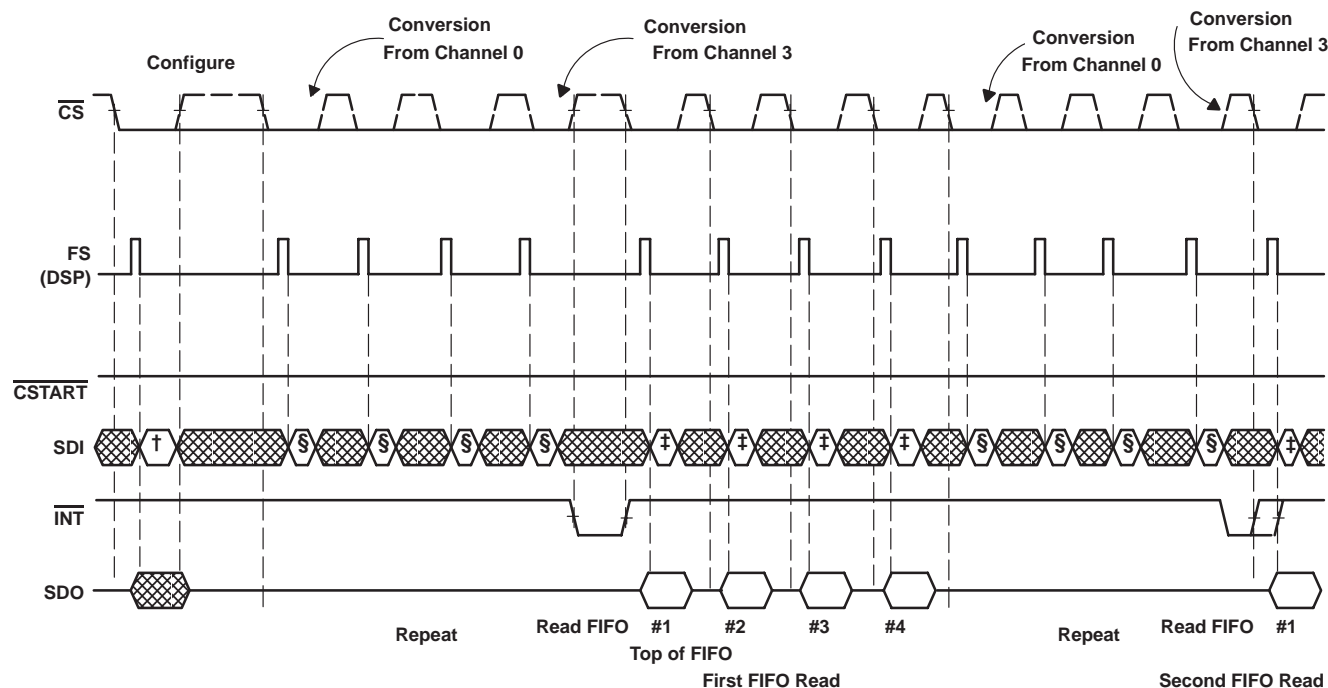 Conversion
From Channel 0
Conversion
From Channel 3
Conversion
From Channel 0
Conversion
From Channel 3
Configure
CS
FS
(DSP)
CSTART
SDI † § § § § ‡ ‡ ‡ ‡ § § § § ‡
INT
SDO
Repeat Read FIFO #1 #2 #3 #4 Repeat Read FIFO #1
Top of FIFO
First FIFO Read Second FIFO Read